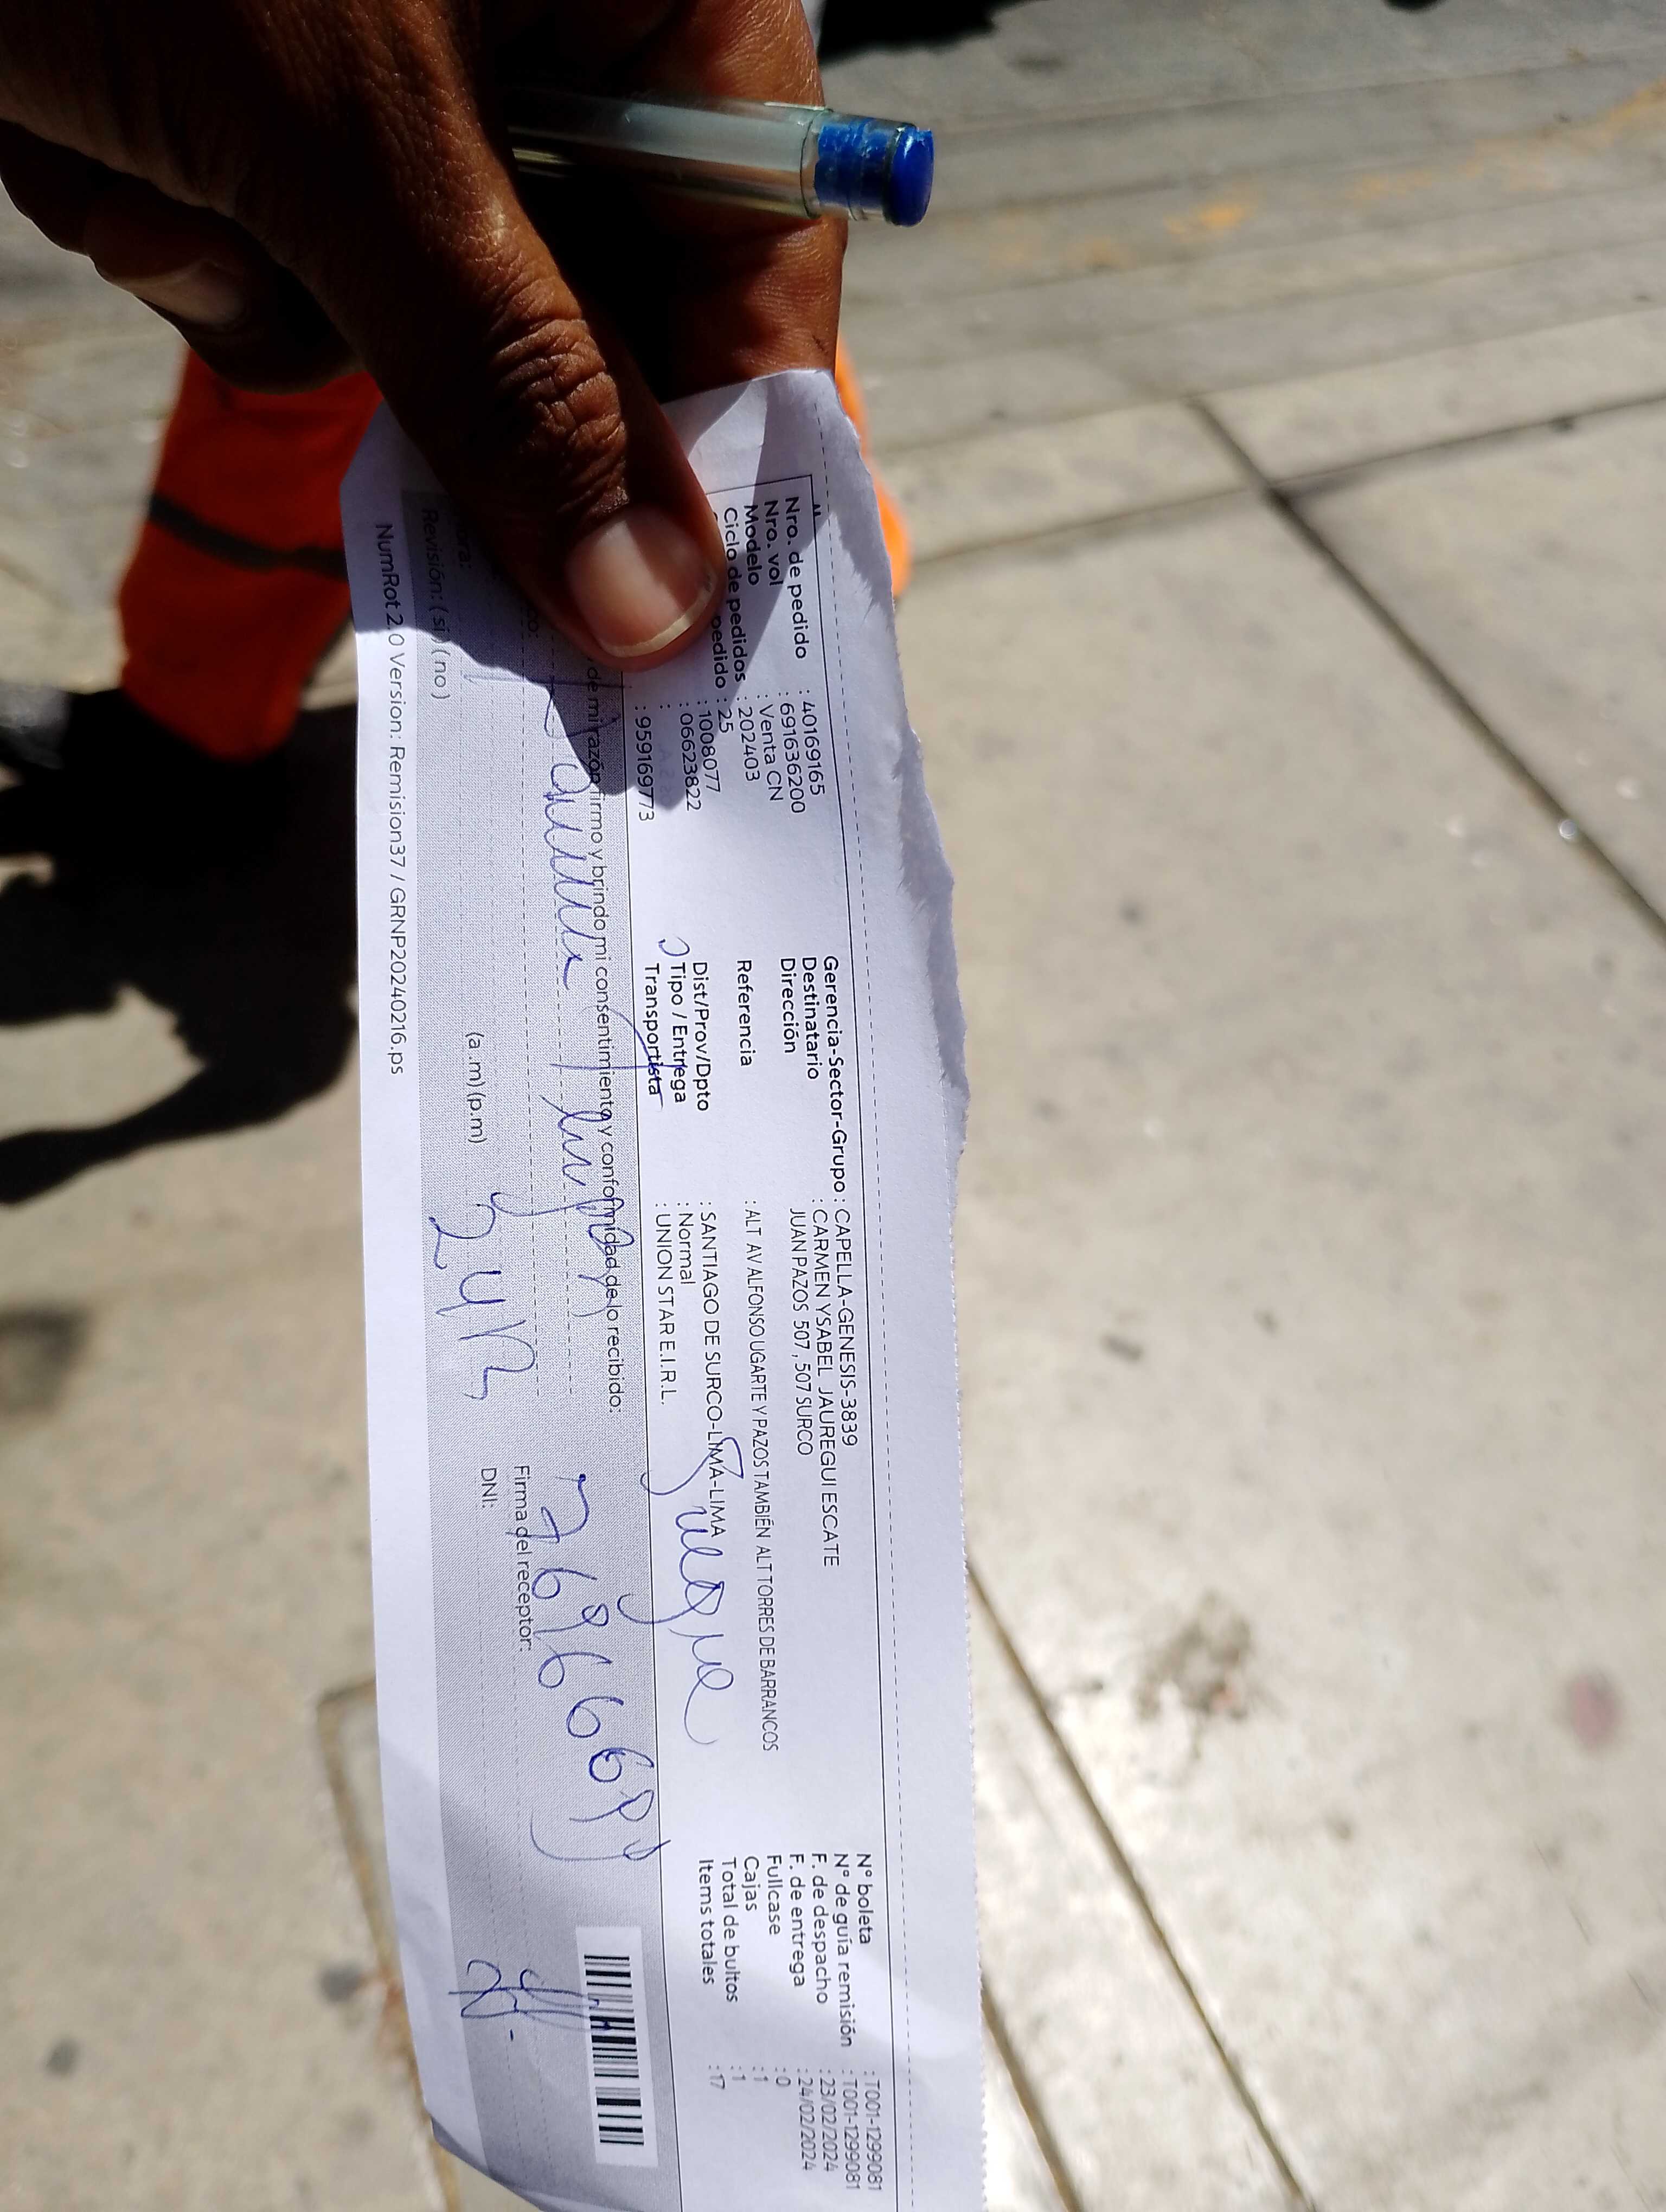 Nro. de pedido : 40169165
Nro. vol : 691636200
Modelo : Venta CN
Ciclo de pedidos : 202403
pedido : 25
: 1008077
: 06623822
:
: 959169773
Gerencia-Sector-Grupo : CAPELLA-GENESIS-3839
Destinatario : CARMEN YSABEL JAUREGUI ESCATE
Dirección JUAN PAZOS 507 , 507 SURCO
Referencia : ALT AV ALFONSO UGARTE Y PAZOS TAMBIÉN ALT TORRES DE BARRANCOS
Dist/Prov/Dpto : SANTIAGO DE SURCO-LIMA-LIMA
Tipo / Entrega : Normal
Transportista : UNION STAR E.I.R.L.
N° boleta : T001-1299081
N° de guía remisión : T001-1299081
F. de despacho : 23/02/2024
F. de entrega : 24/02/2024
Fullcase : 0
Cajas : 1
Total de bultos : 1
Items totales : 17
de mi razón firmo y brindo mi consentimiento y conformidad de lo recibido:
Firma del receptor:
(a.m) (p.m)
DNI:
Revisión: ( si ) ( no )
NumRot 2.0 Version: Remision37 / GRNP20240216.ps